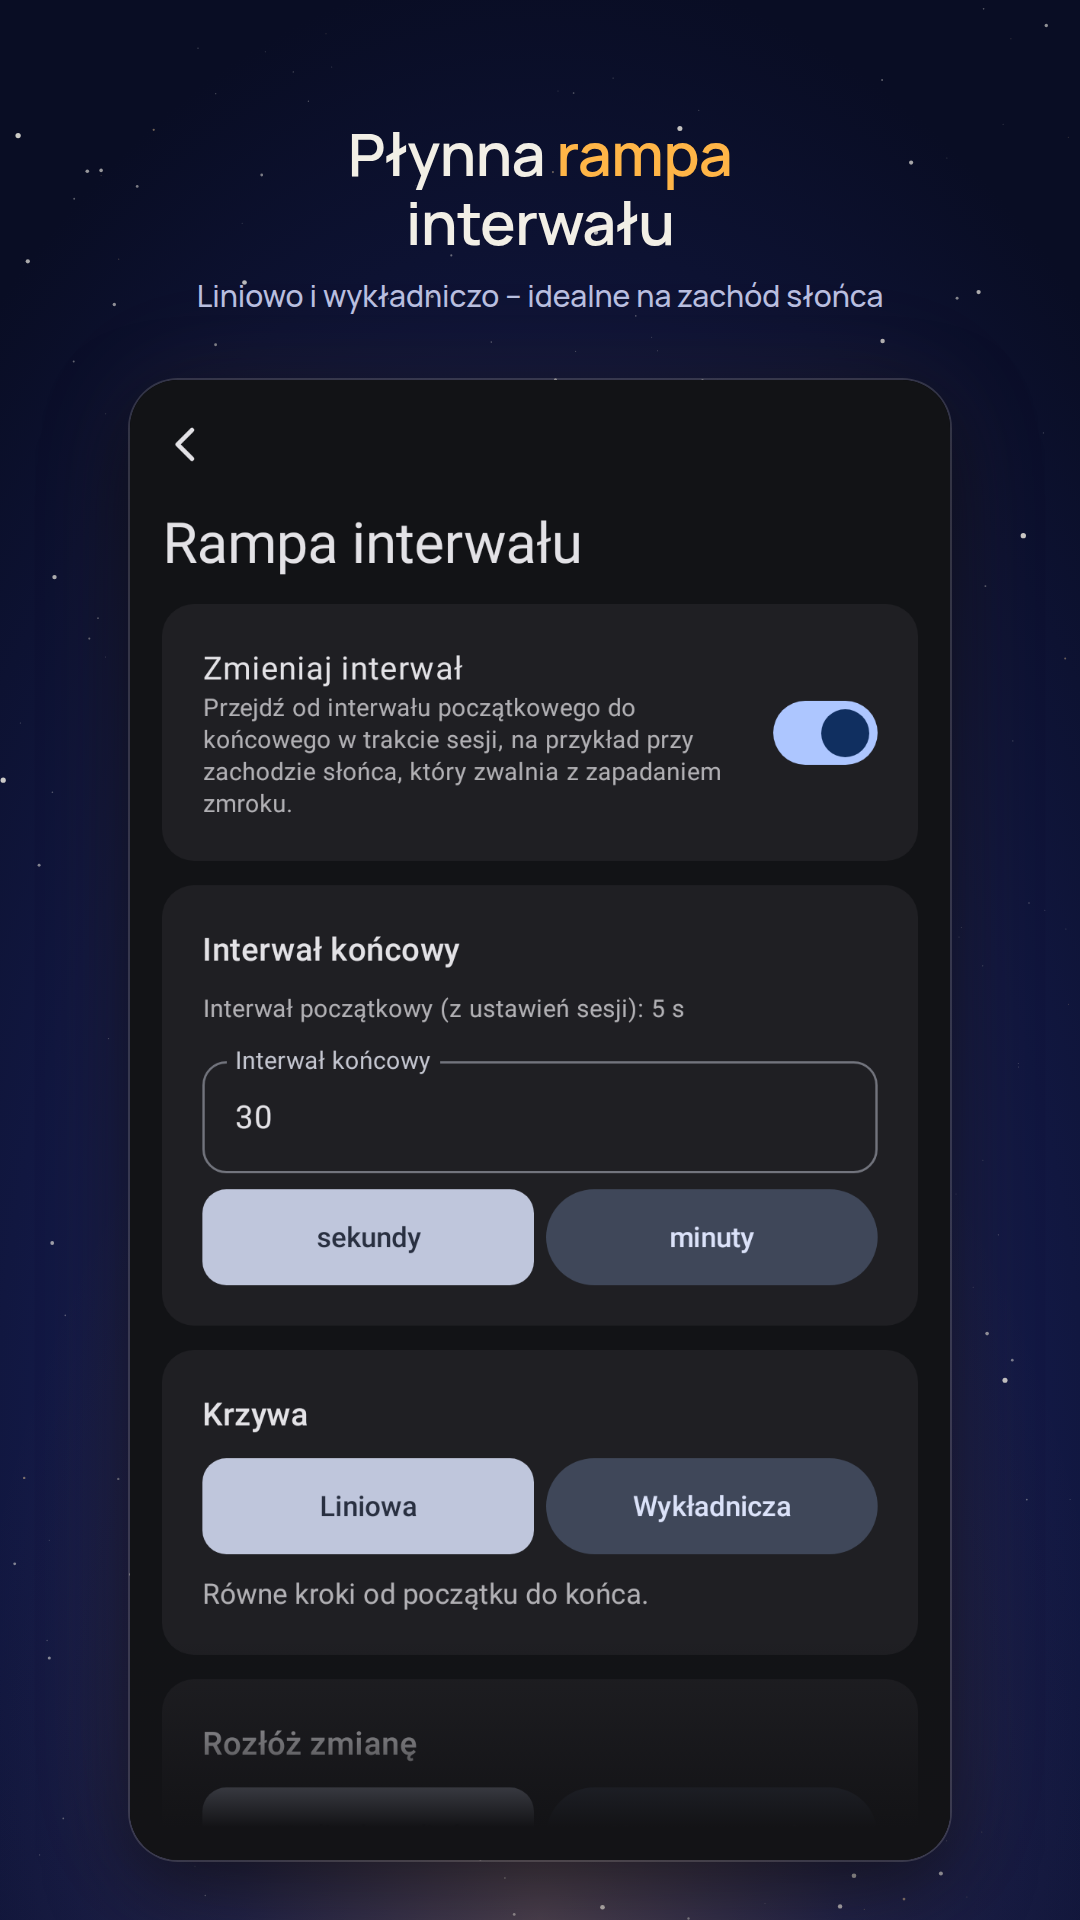 Płynna rampa
interwału
Liniowo i wykładniczo – idealne na zachód słońca
Rampa interwału
Zmieniaj interwał
Przejdź od interwału początkowego do
końcowego w trakcie sesji, na przykład przy
zachodzie słońca, który zwalnia z zapadaniem
zmroku.
Interwał końcowy
Interwał początkowy (z ustawień sesji): 5 s
Interwał końcowy
30
sekundy
minuty
Krzywa
Liniowa
Wykładnicza
Równe kroki od początku do końca.
Rozłóż zmianę